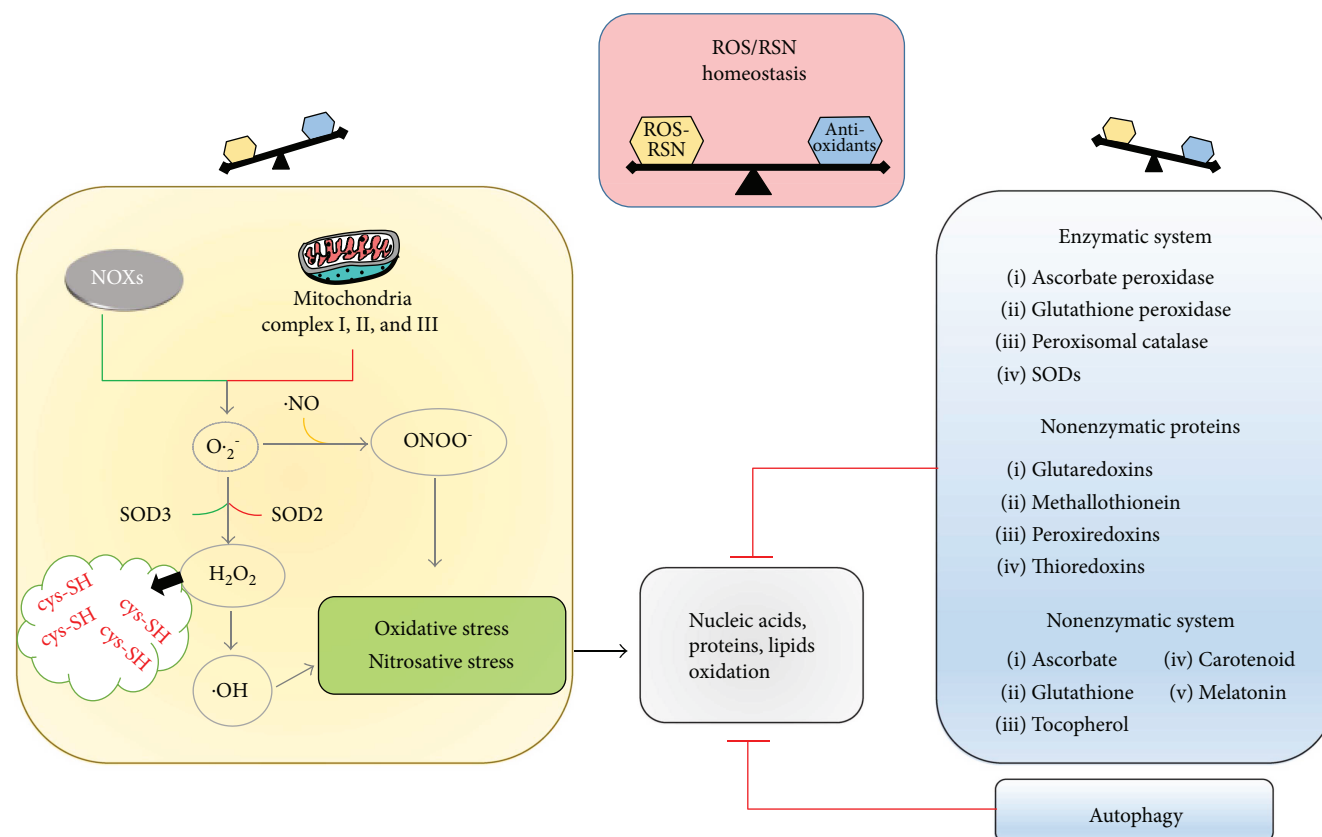 ROS/RSN
homeostasis
ROS-
RSN
Anti-
oxidants
NOXs
Mitochondria
complex I, II, and III
·NO
O·₂⁻
ONOO⁻
SOD3
SOD2
H₂O₂
cys-SH
cys-SH
cys-SH
cys-SH
·OH
Oxidative stress
Nitrosative stress
Nucleic acids,
proteins, lipids
oxidation
Enzymatic system
(i) Ascorbate peroxidase
(ii) Glutathione peroxidase
(iii) Peroxisomal catalase
(iv) SODs
Nonenzymatic proteins
(i) Glutaredoxins
(ii) Methallothionein
(iii) Peroxiredoxins
(iv) Thioredoxins
Nonenzymatic system
(i) Ascorbate (iv) Carotenoid
(ii) Glutathione (v) Melatonin
(iii) Tocopherol
Autophagy